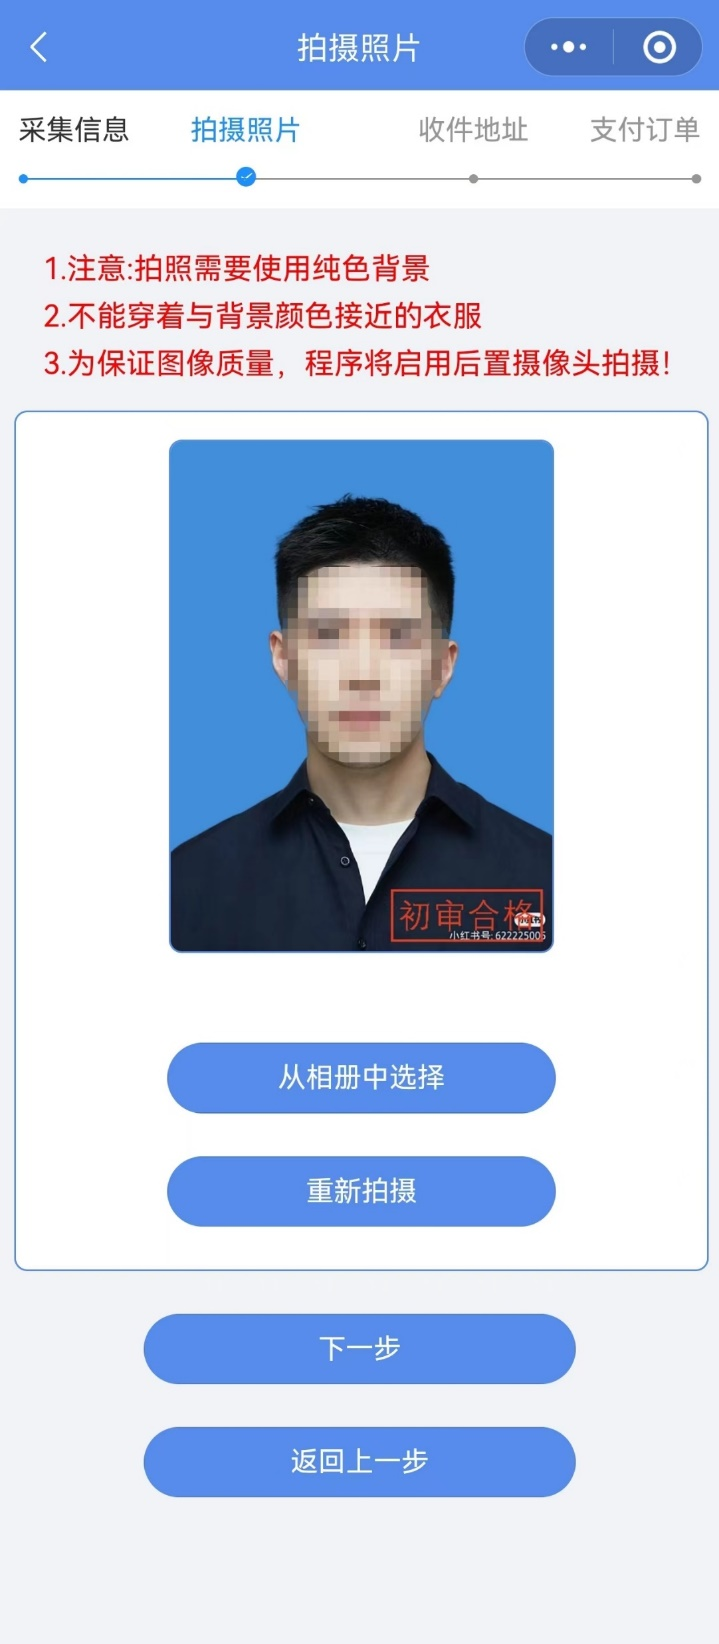 拍摄照片
采集信息
拍摄照片
收件地址
支付订单
1.注意:拍照需要使用纯色背景
2.不能穿着与背景颜色接近的衣服
3.为保证图像质量，程序将启用后置摄像头拍摄!
初审合格
小红书号: 622225005
从相册中选择
重新拍摄
下一步
返回上一步